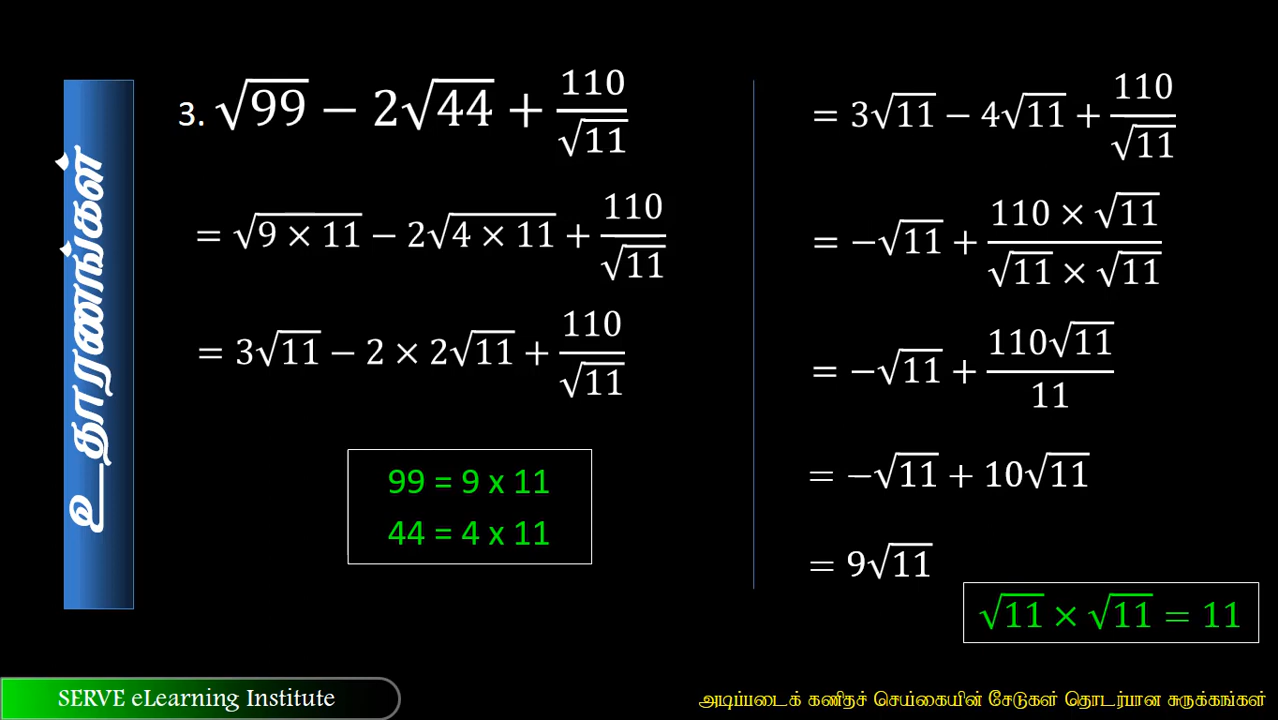 உதாரணங்கள்
3. √99 − 2√44 + 110/√11
= √(9 × 11) − 2√(4 × 11) + 110/√11
= 3√11 − 2 × 2√11 + 110/√11
99 = 9 x 11
44 = 4 x 11
= 3√11 − 4√11 + 110/√11
= −√11 + (110 × √11)/(√11 × √11)
= −√11 + 110√11/11
= −√11 + 10√11
= 9√11
√11 × √11 = 11
SERVE eLearning Institute
அடிப்படைக் கணிதச் செய்கையின் சேடுகள் தொடர்பான சுருக்கங்கள்